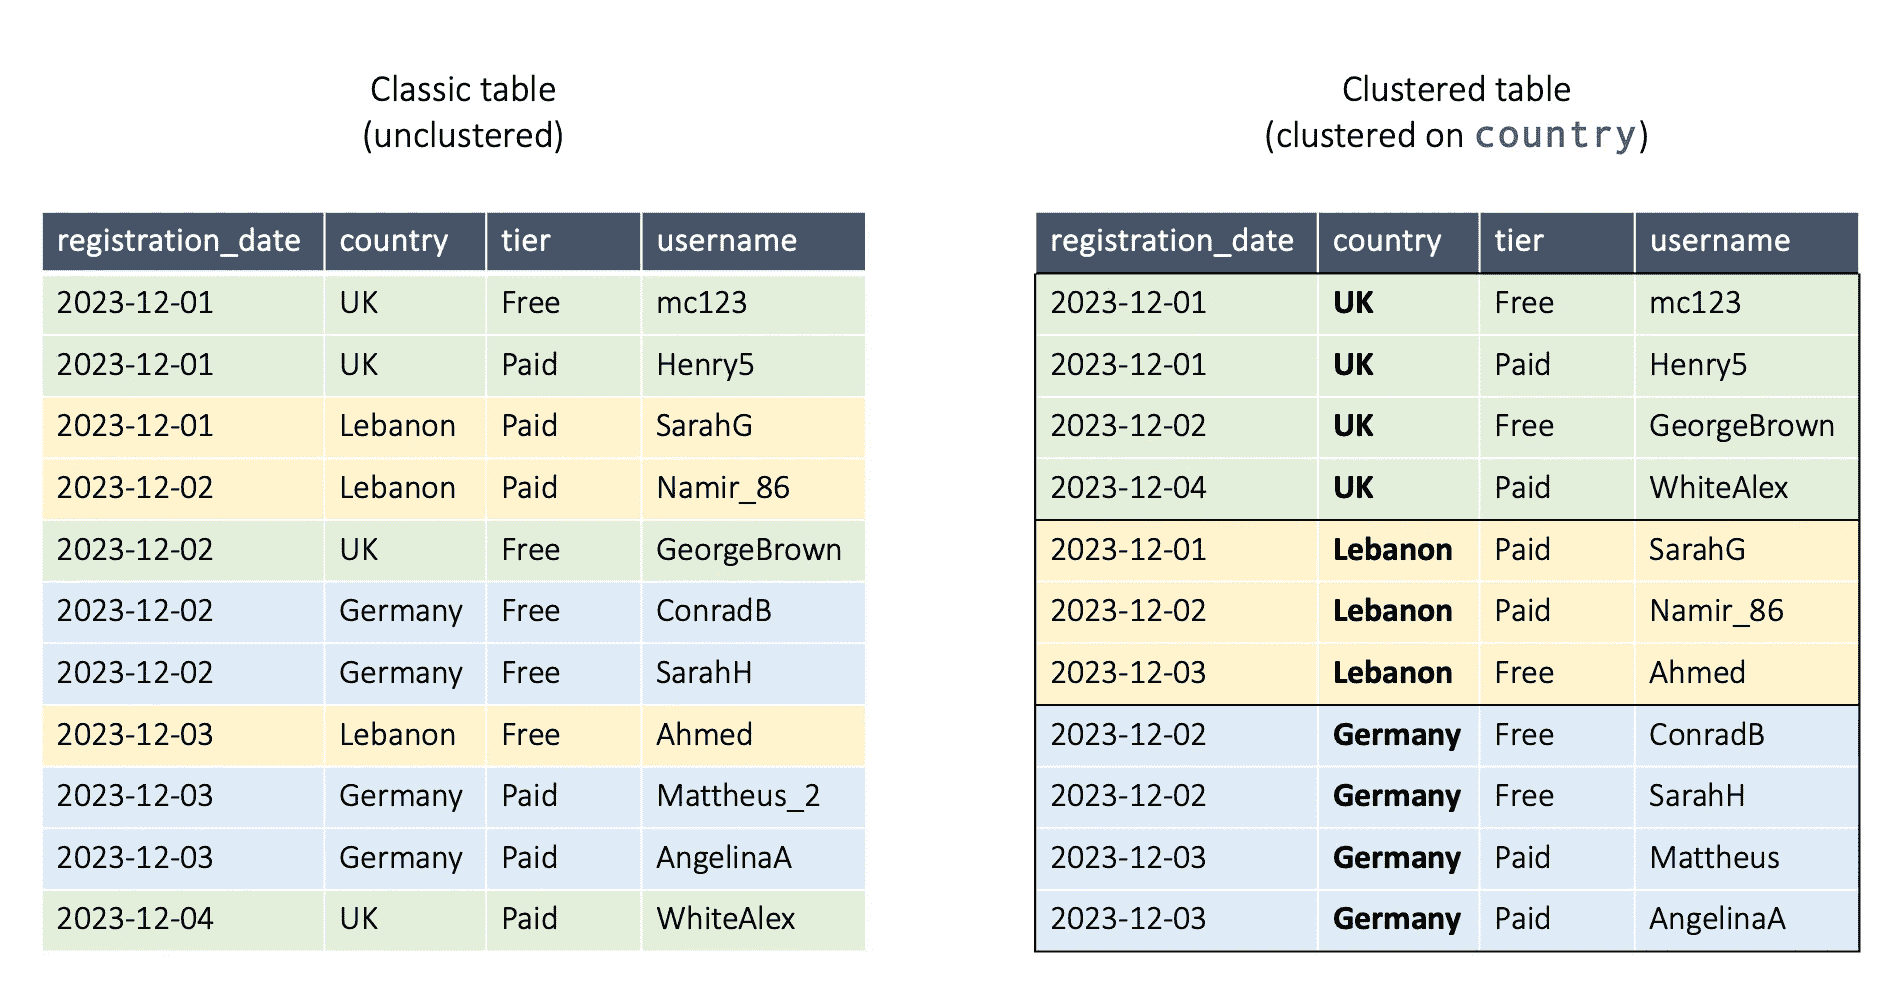 Classic table
(unclustered)
registration_date country tier username
2023-12-01 UK Free mc123
2023-12-01 UK Paid Henry5
2023-12-01 Lebanon Paid SarahG
2023-12-02 Lebanon Paid Namir_86
2023-12-02 UK Free GeorgeBrown
2023-12-02 Germany Free ConradB
2023-12-02 Germany Free SarahH
2023-12-03 Lebanon Free Ahmed
2023-12-03 Germany Paid Mattheus_2
2023-12-03 Germany Paid AngelinaA
2023-12-04 UK Paid WhiteAlex
Clustered table
(clustered on country)
registration_date country tier username
2023-12-01 UK Free mc123
2023-12-01 UK Paid Henry5
2023-12-02 UK Free GeorgeBrown
2023-12-04 UK Paid WhiteAlex
2023-12-01 Lebanon Paid SarahG
2023-12-02 Lebanon Paid Namir_86
2023-12-03 Lebanon Free Ahmed
2023-12-02 Germany Free ConradB
2023-12-02 Germany Free SarahH
2023-12-03 Germany Paid Mattheus
2023-12-03 Germany Paid AngelinaA